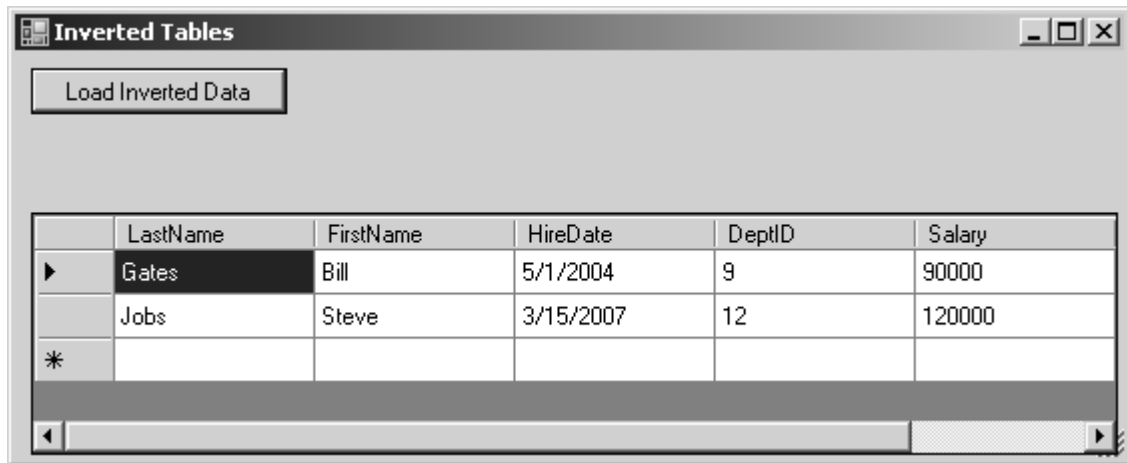 Inverted Tables
Load Inverted Data
LastName FirstName HireDate DeptID Salary
Gates Bill 5/1/2004 9 90000
Jobs Steve 3/15/2007 12 120000